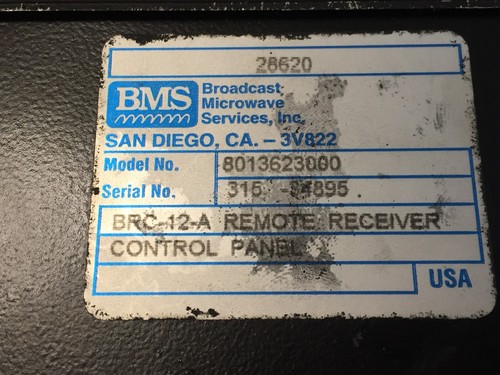 28620
BMS Broadcast
Microwave
Services, Inc.
SAN DIEGO, CA. - 3V822
Model No. 8013623000
Serial No. 315
BRC-12-A REMOTE RECEIVER
CONTROL PANEL
USA